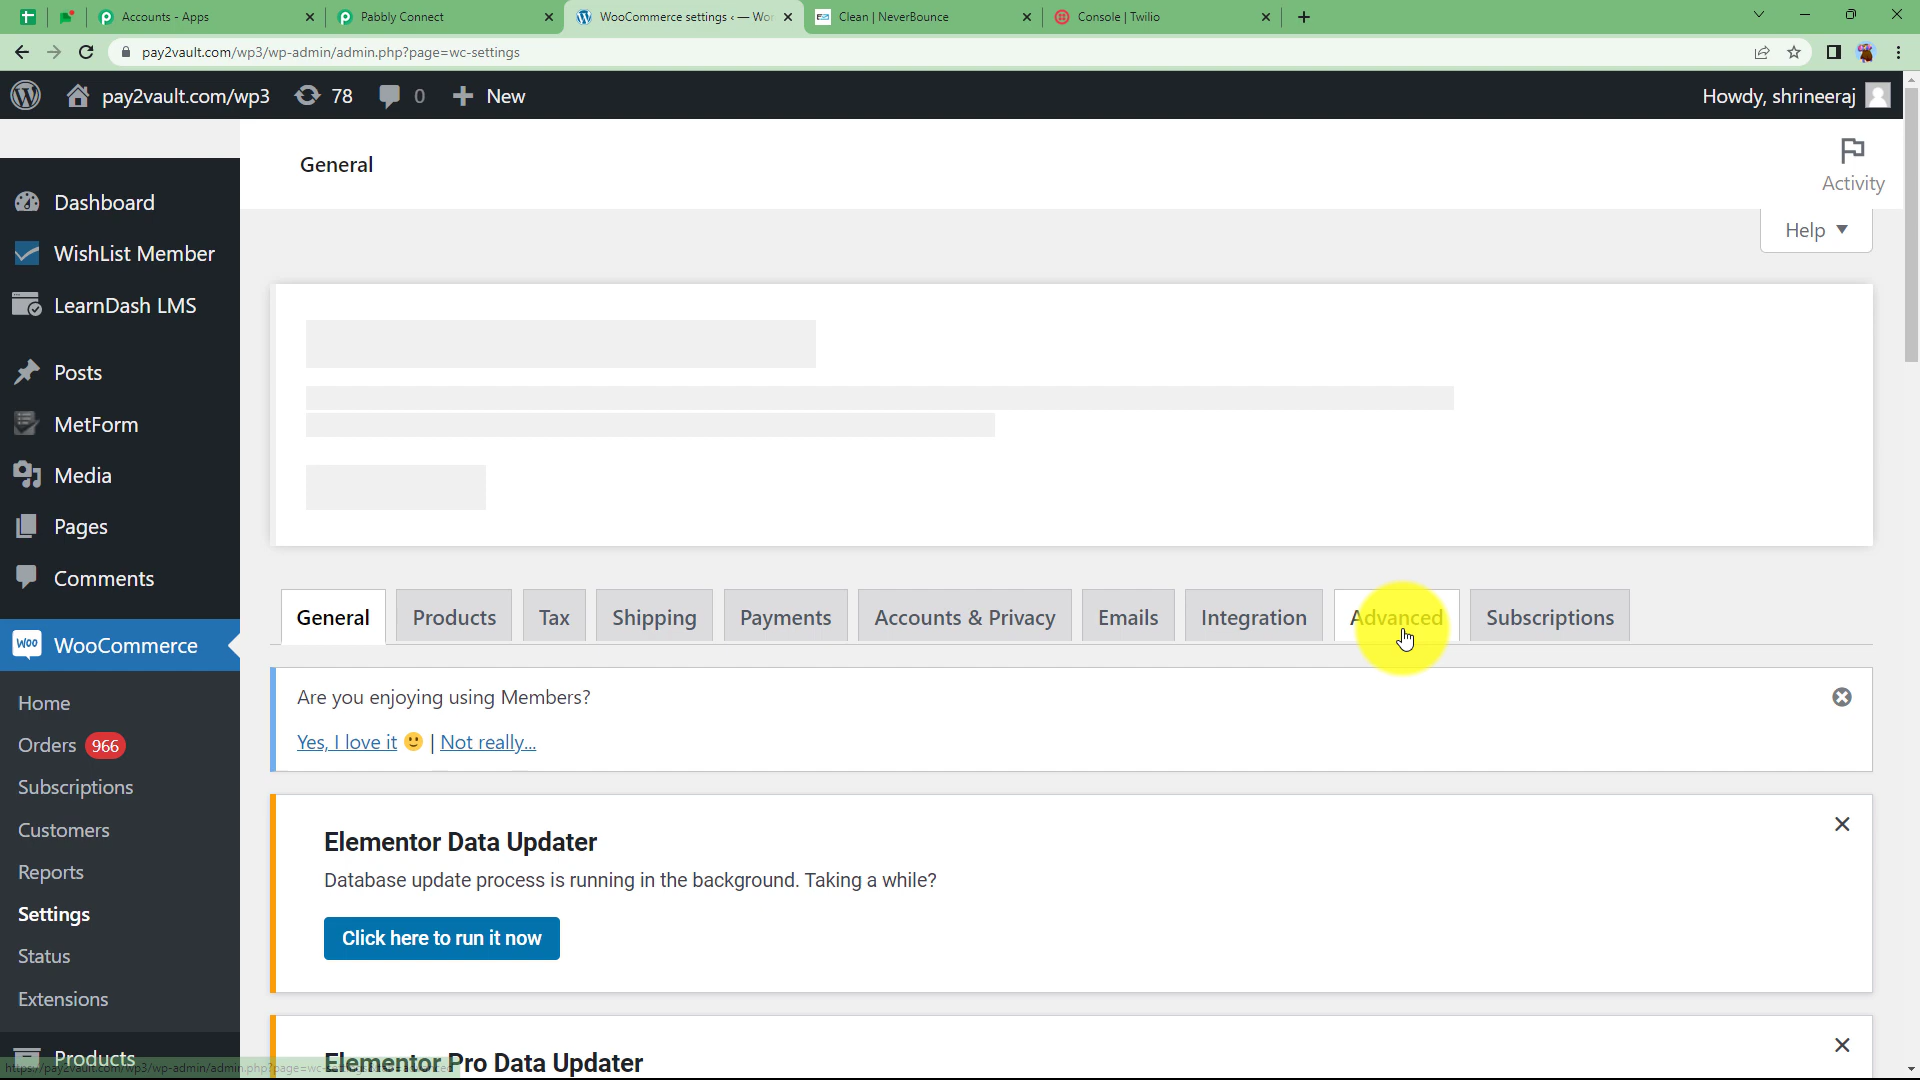 Accounts - Apps
Pabbly Connect
WooCommerce settings ‹ — Wor
Clean | NeverBounce
Console | Twilio
pay2vault.com/wp3/wp-admin/admin.php?page=wc-settings
pay2vault.com/wp3
78
0
New
Howdy, shrineeraj
General
Activity
Help
Dashboard
WishList Member
LearnDash LMS
Posts
MetForm
Media
Pages
Comments
WooCommerce
Home
Orders 966
Subscriptions
Customers
Reports
Settings
Status
Extensions
Products
General
Products
Tax
Shipping
Payments
Accounts & Privacy
Emails
Integration
Advanced
Subscriptions
Are you enjoying using Members?
Yes, I love it 🙂 | Not really...
Elementor Data Updater
Database update process is running in the background. Taking a while?
Click here to run it now
Elementor Pro Data Updater